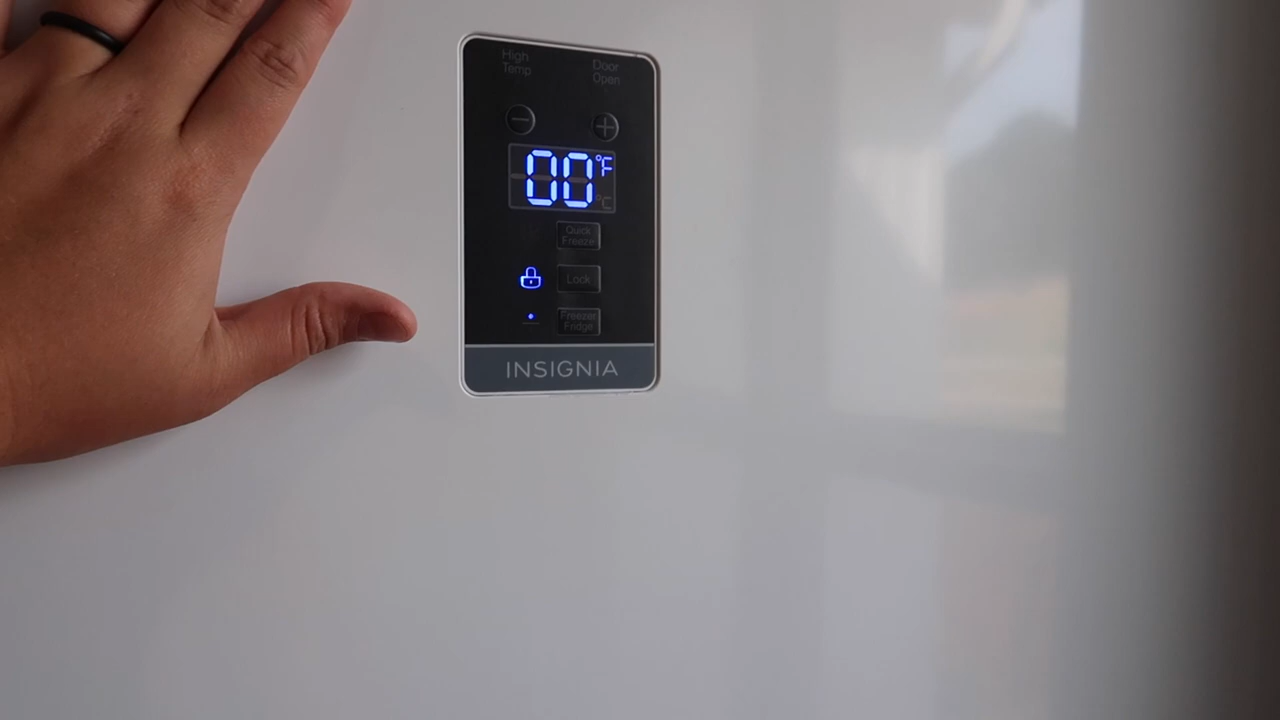 High Door
Temp Open
00°F
°C
Quick
Freeze
Lock
Freezer
Fridge
INSIGNIA